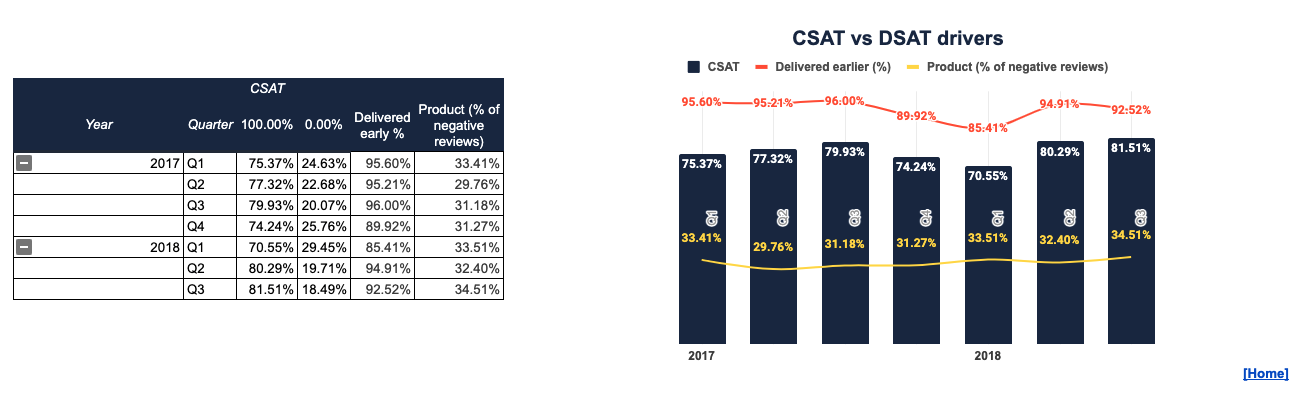 CSAT
Year Quarter 100.00% 0.00% Delivered early % Product (% of negative reviews)
2017 Q1 75.37% 24.63% 95.60% 33.41%
Q2 77.32% 22.68% 95.21% 29.76%
Q3 79.93% 20.07% 96.00% 31.18%
Q4 74.24% 25.76% 89.92% 31.27%
2018 Q1 70.55% 29.45% 85.41% 33.51%
Q2 80.29% 19.71% 94.91% 32.40%
Q3 81.51% 18.49% 92.52% 34.51%
CSAT vs DSAT drivers
CSAT Delivered earlier (%) Product (% of negative reviews)
95.60% 95.21% 96.00% 89.92% 85.41% 94.91% 92.52%
75.37% 77.32% 79.93% 74.24% 70.55% 80.29% 81.51%
Q1 Q2 Q3 Q4 Q1 Q2 Q3
33.41% 29.76% 31.18% 31.27% 33.51% 32.40% 34.51%
2017 2018
[Home]